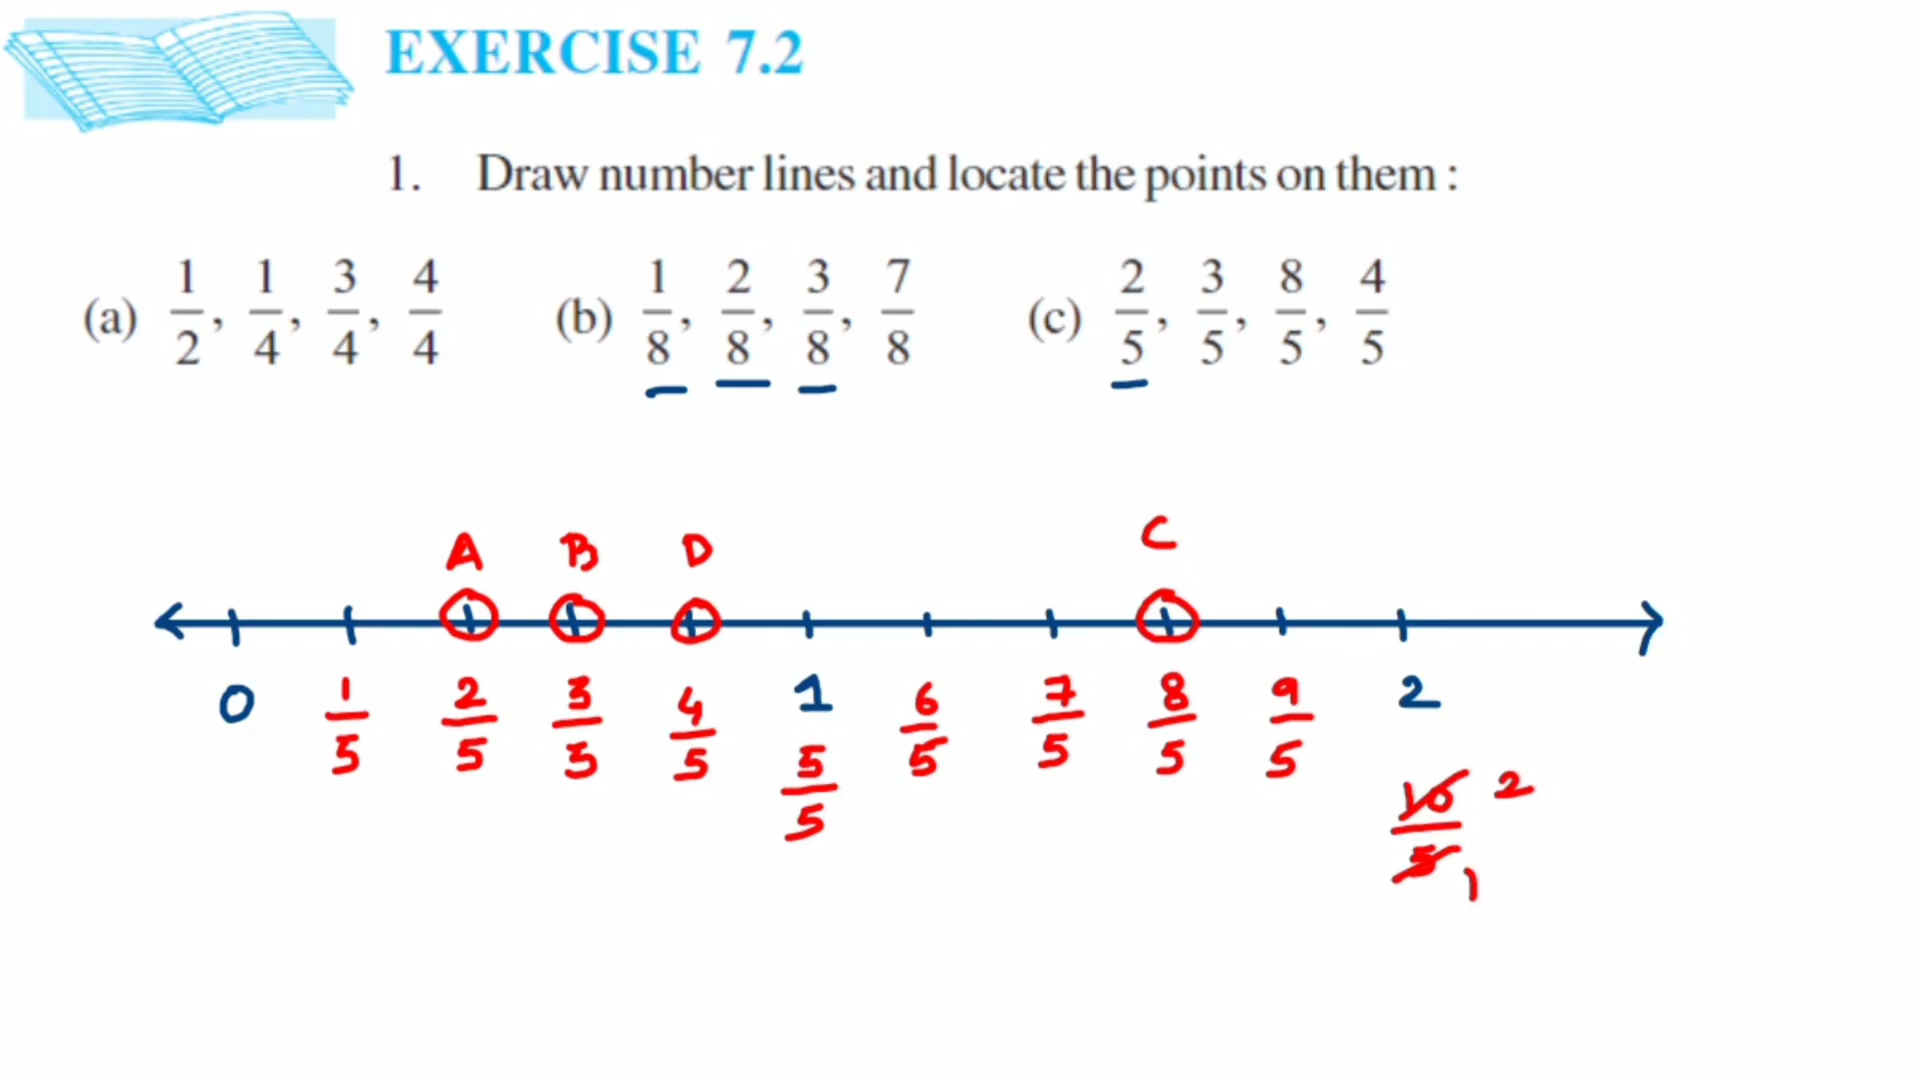 EXERCISE 7.2
1. Draw number lines and locate the points on them :
(a) 1/2, 1/4, 3/4, 4/4 (b) 1/8, 2/8, 3/8, 7/8 (c) 2/5, 3/5, 8/5, 4/5
A B D C
0 1/5 2/5 3/5 4/5 1 6/5 7/5 8/5 9/5 2
5/5 10/5 2
1